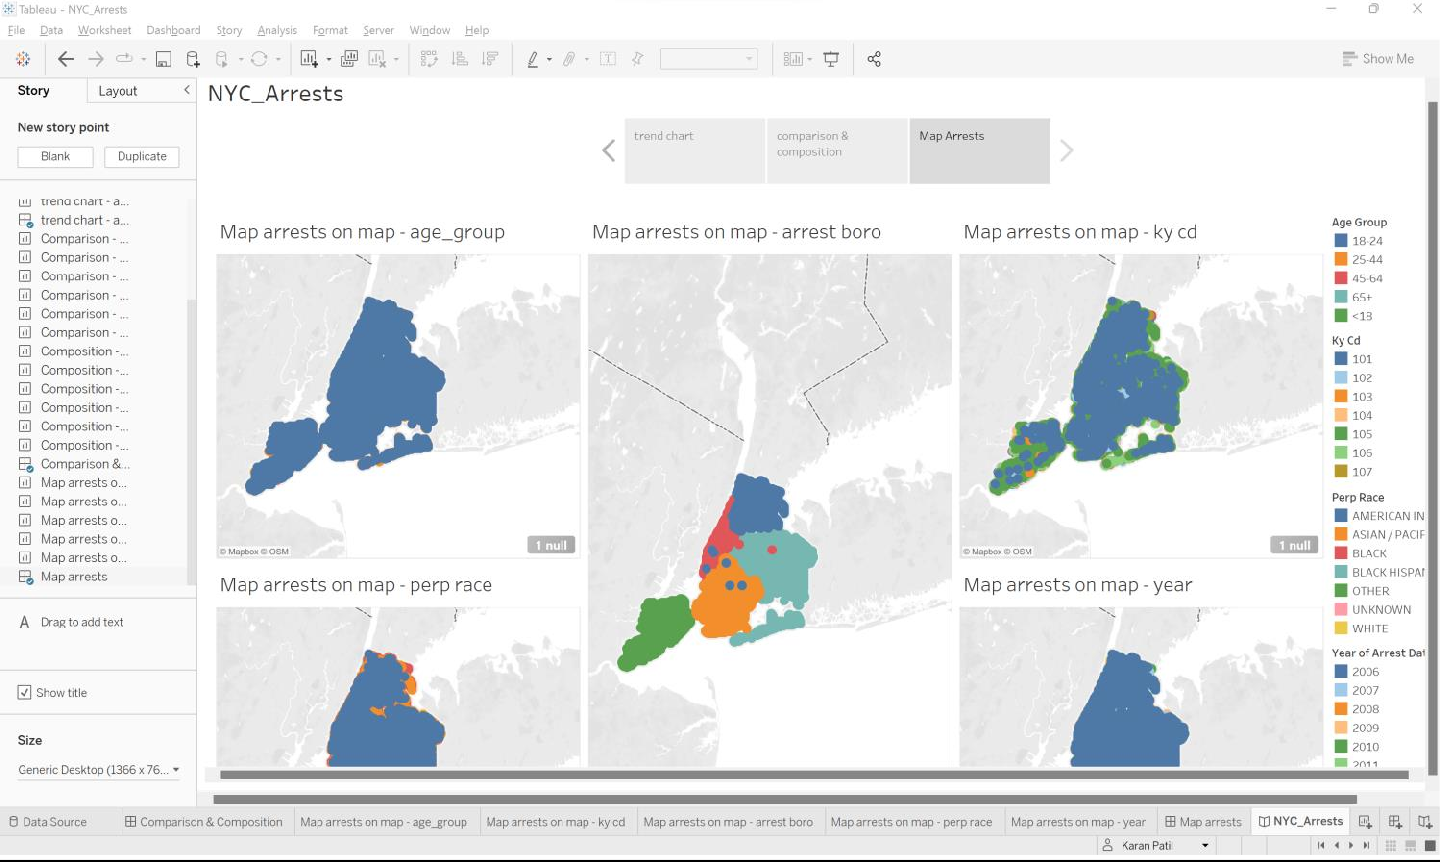 Tableau - NYC_Arrests
File Data Worksheet Dashboard Story Analysis Format Server Window Help
Show Me
Story Layout
New story point
Blank Duplicate
trend chart - a...
trend chart - a...
Comparison - ...
Comparison - ...
Comparison - ...
Comparison - ...
Comparison - ...
Comparison - ...
Composition -...
Composition -...
Composition -...
Composition -...
Composition -...
Composition -...
Comparison &...
Map arrests o...
Map arrests o...
Map arrests o...
Map arrests o...
Map arrests o...
Map arrests
A Drag to add text
Show title
Size
Generic Desktop (1366 x 76...
NYC_Arrests
trend chart
comparison &
composition
Map Arrests
Map arrests on map - age_group
© Mapbox © OSM
1 null
Map arrests on map - arrest boro
Map arrests on map - ky cd
© Mapbox © OSM
1 null
Map arrests on map - perp race
Map arrests on map - year
Age Group
18-24
25-44
45-64
65+
<18
Ky Cd
101
102
103
104
105
106
107
Perp Race
AMERICAN IN
ASIAN / PACIF
BLACK
BLACK HISPAN
OTHER
UNKNOWN
WHITE
Year of Arrest Dat
2006
2007
2008
2009
2010
2011
Data Source Comparison & Composition Map arrests on map - age_group Map arrests on map - ky cd Map arrests on map - arrest boro Map arrests on map - perp race Map arrests on map - year Map arrests NYC_Arrests
Karan Patil